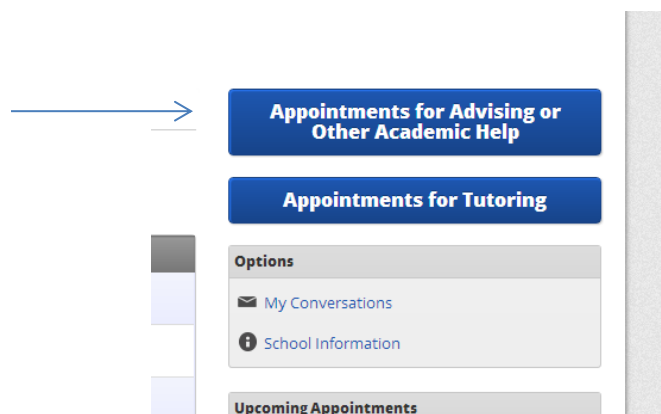 Appointments for Advising or
Other Academic Help
Appointments for Tutoring
Options
My Conversations
School Information
Upcoming Appointments